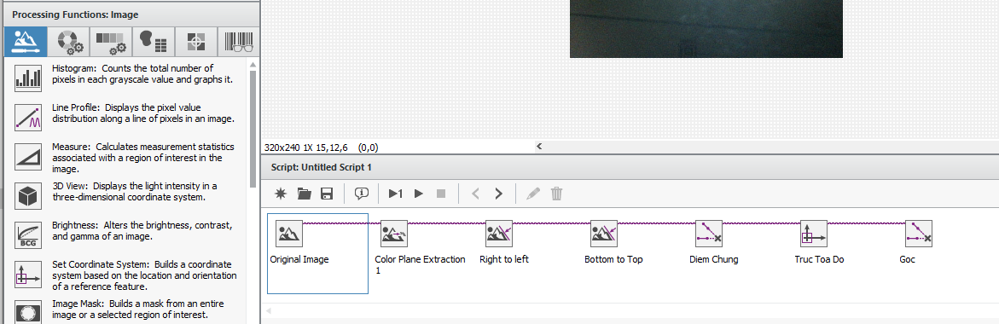 Processing Functions: Image
Histogram: Counts the total number of
pixels in each grayscale value and graphs it.
Line Profile: Displays the pixel value
distribution along a line of pixels in an image.
Measure: Calculates measurement statistics
associated with a region of interest in the
image.
3D View: Displays the light intensity in a
three-dimensional coordinate system.
BCG
Brightness: Alters the brightness, contrast,
and gamma of an image.
Set Coordinate System: Builds a coordinate
system based on the location and orientation
of a reference feature.
Image Mask: Builds a mask from an entire
image or a selected region of interest.
320x240 1X 15,12,6 (0,0)
Script: Untitled Script 1
1
Original Image
Color Plane Extraction
1
Right to left
Bottom to Top
Diem Chung
Truc Toa Do
Goc